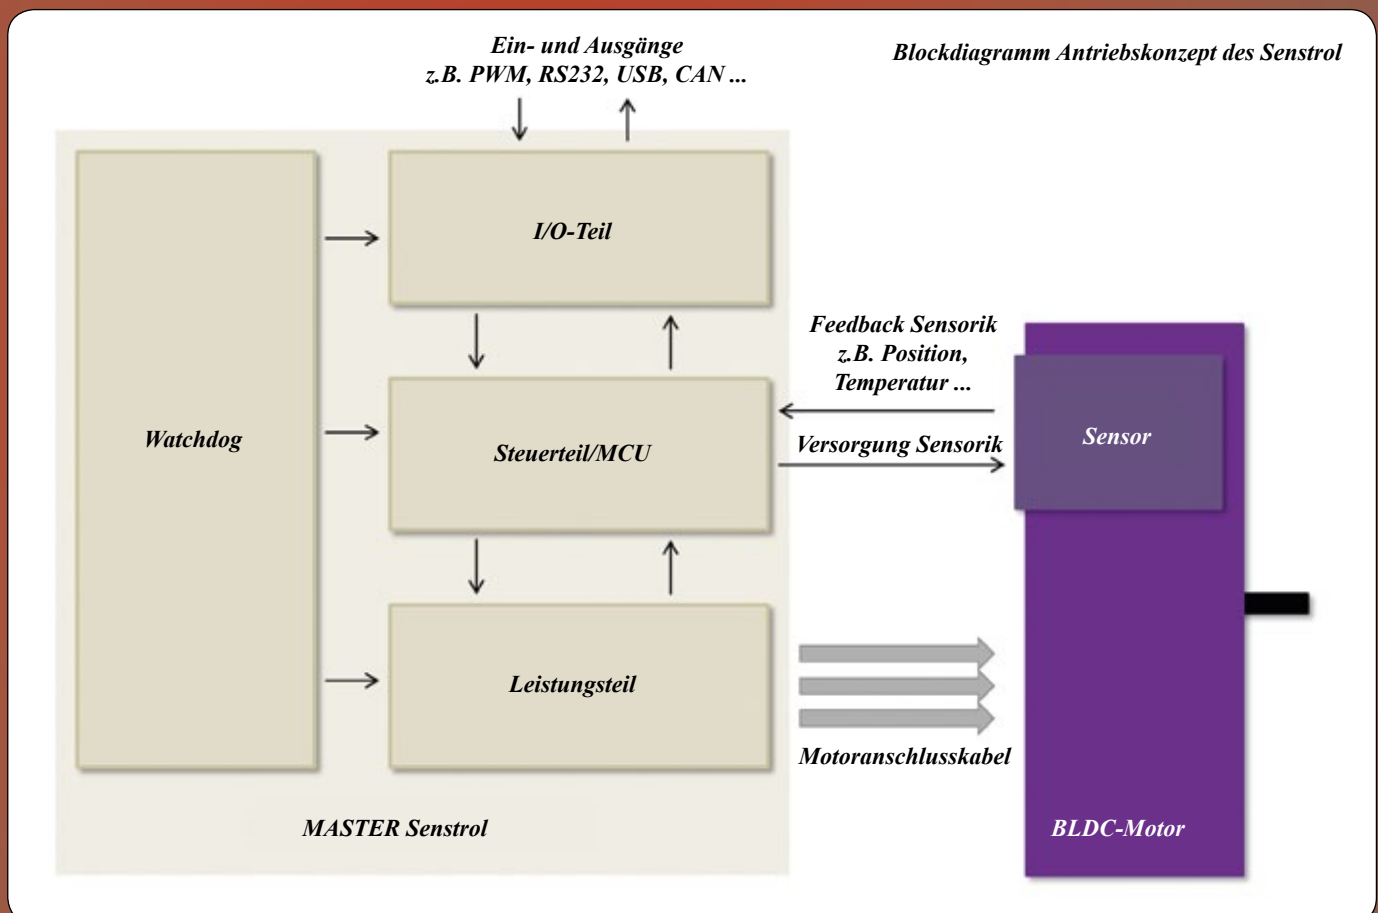 Ein- und Ausgänge
z.B. PWM, RS232, USB, CAN ...
Blockdiagramm Antriebskonzept des Senstrol
I/O-Teil
Feedback Sensorik
z.B. Position,
Temperatur ...
Watchdog
Steuerteil/MCU
Versorgung Sensorik
Sensor
Leistungsteil
Motoranschlusskabel
MASTER Senstrol
BLDC-Motor